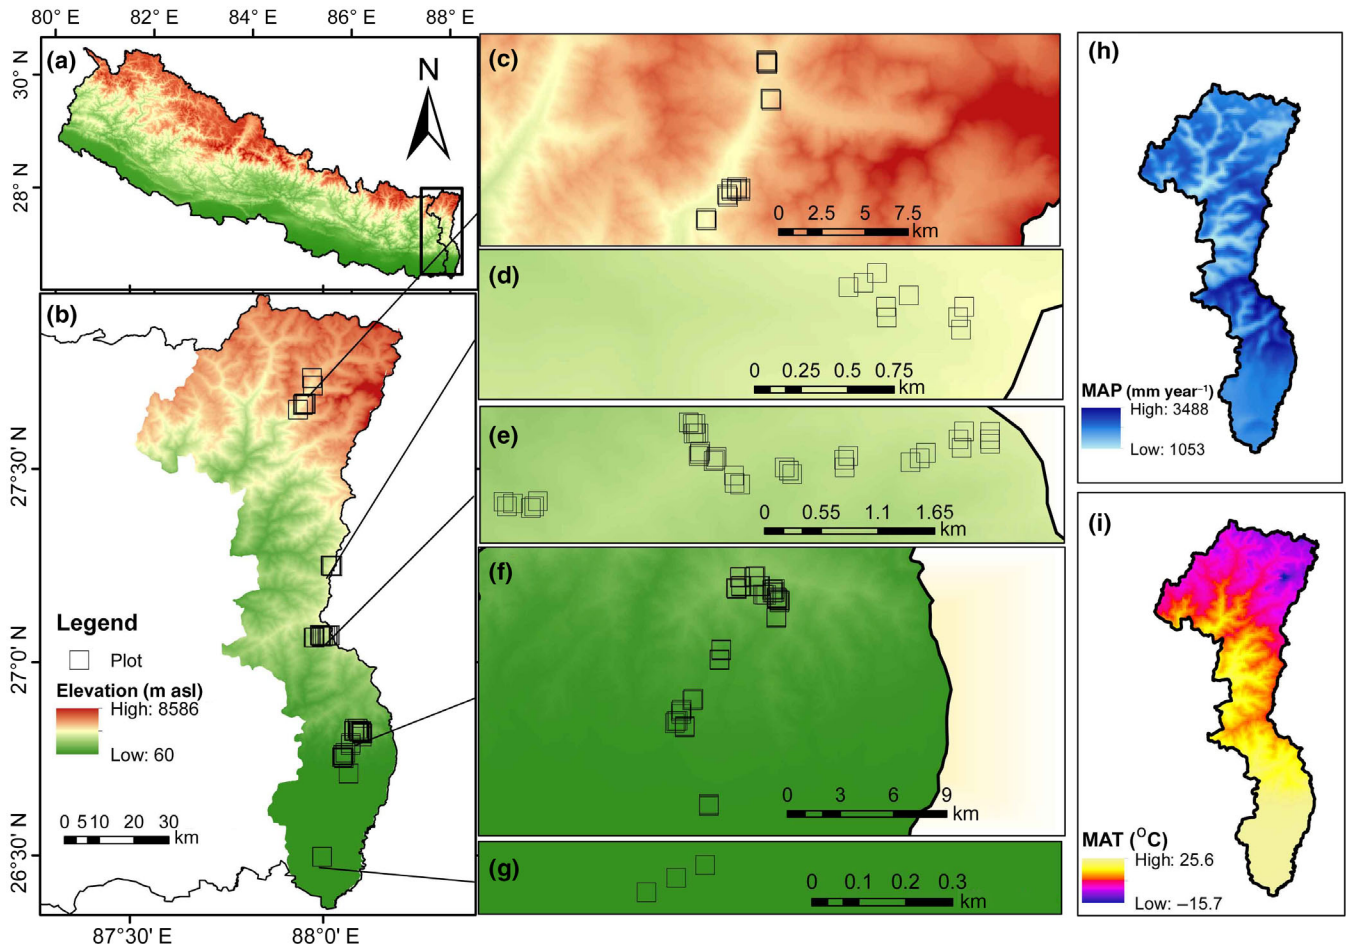 80° E 82° E 84° E 86° E 88° E
(a)
N
30° N
28° N
(b)
27°30' N
27°0' N
26°30' N
Legend
Plot
Elevation (m asl)
High: 8586
Low: 60
0 5 10 20 30
km
87°30' E 88°0' E
(c)
0 2.5 5 7.5
km
(d)
0 0.25 0.5 0.75
km
(e)
0 0.55 1.1 1.65
km
(f)
0 3 6 9
km
(g)
0 0.1 0.2 0.3
km
(h)
MAP (mm year⁻¹)
High: 3488
Low: 1053
(i)
MAT (°C)
High: 25.6
Low: –15.7